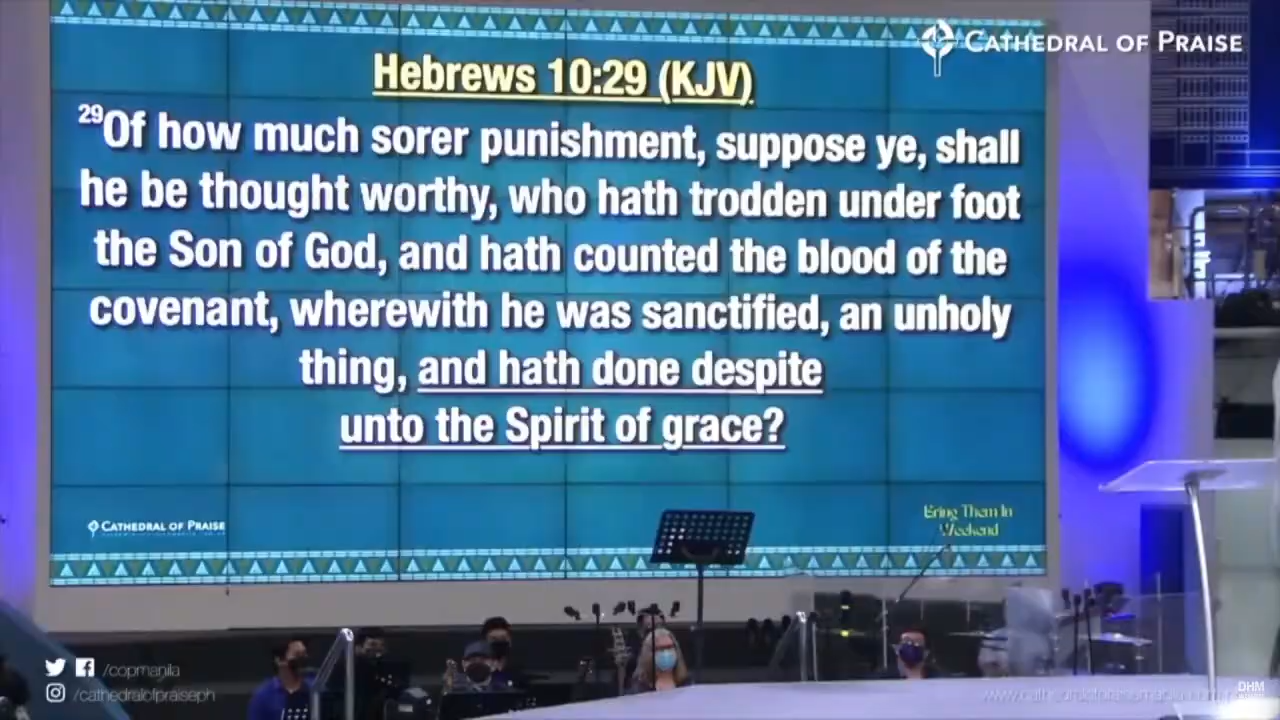 CATHEDRAL OF PRAISE
Hebrews 10:29 (KJV)
29Of how much sorer punishment, suppose ye, shall
he be thought worthy, who hath trodden under foot
the Son of God, and hath counted the blood of the
covenant, wherewith he was sanctified, an unholy
thing, and hath done despite
unto the Spirit of grace?
CATHEDRAL OF PRAISE
Bring Them In
Weekend
/copmanila
/cathedralofpraiseph
DHM